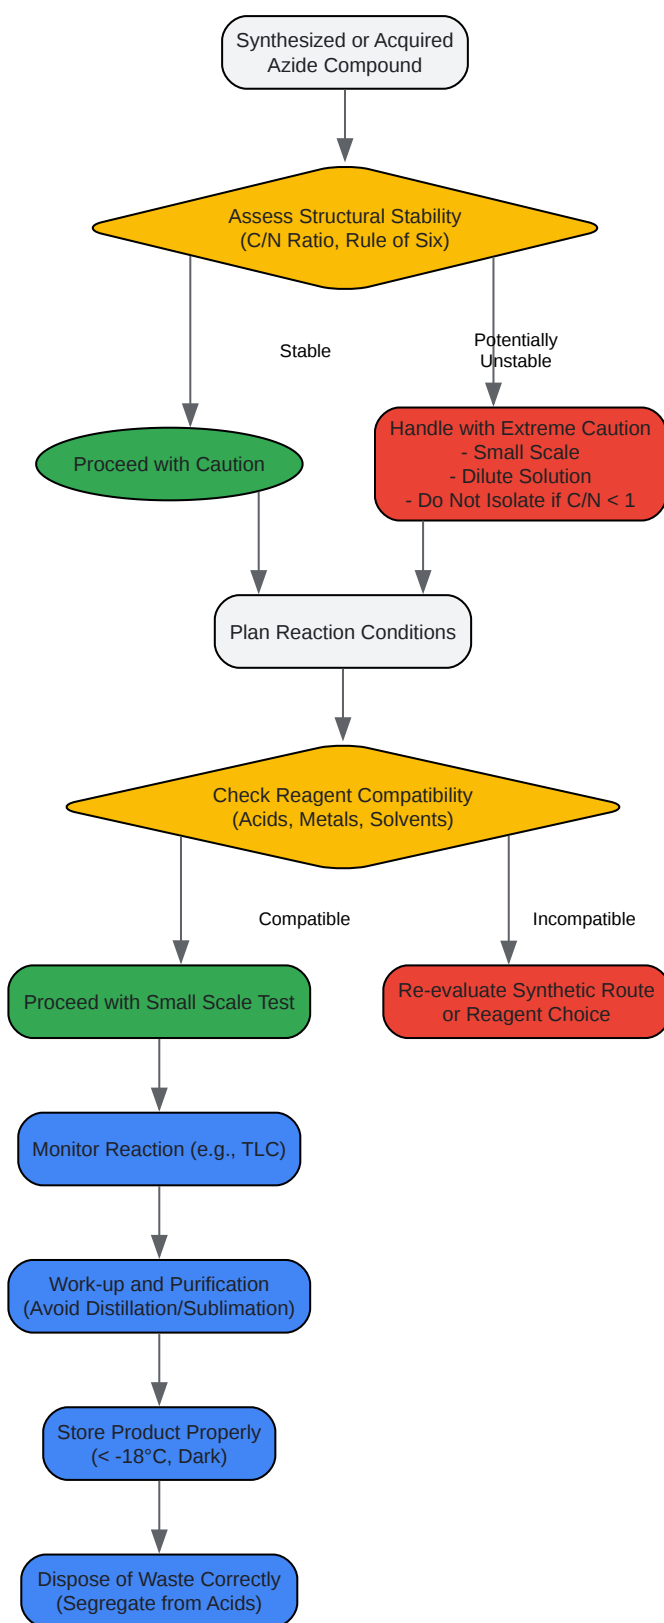 Synthesized or Acquired
Azide Compound
Assess Structural Stability
(C/N Ratio, Rule of Six)
Stable
Potentially
Unstable
Proceed with Caution
Handle with Extreme Caution
- Small Scale
- Dilute Solution
- Do Not Isolate if C/N < 1
Plan Reaction Conditions
Check Reagent Compatibility
(Acids, Metals, Solvents)
Compatible
Incompatible
Proceed with Small Scale Test
Re-evaluate Synthetic Route
or Reagent Choice
Monitor Reaction (e.g., TLC)
Work-up and Purification
(Avoid Distillation/Sublimation)
Store Product Properly
(< -18°C, Dark)
Dispose of Waste Correctly
(Segregate from Acids)